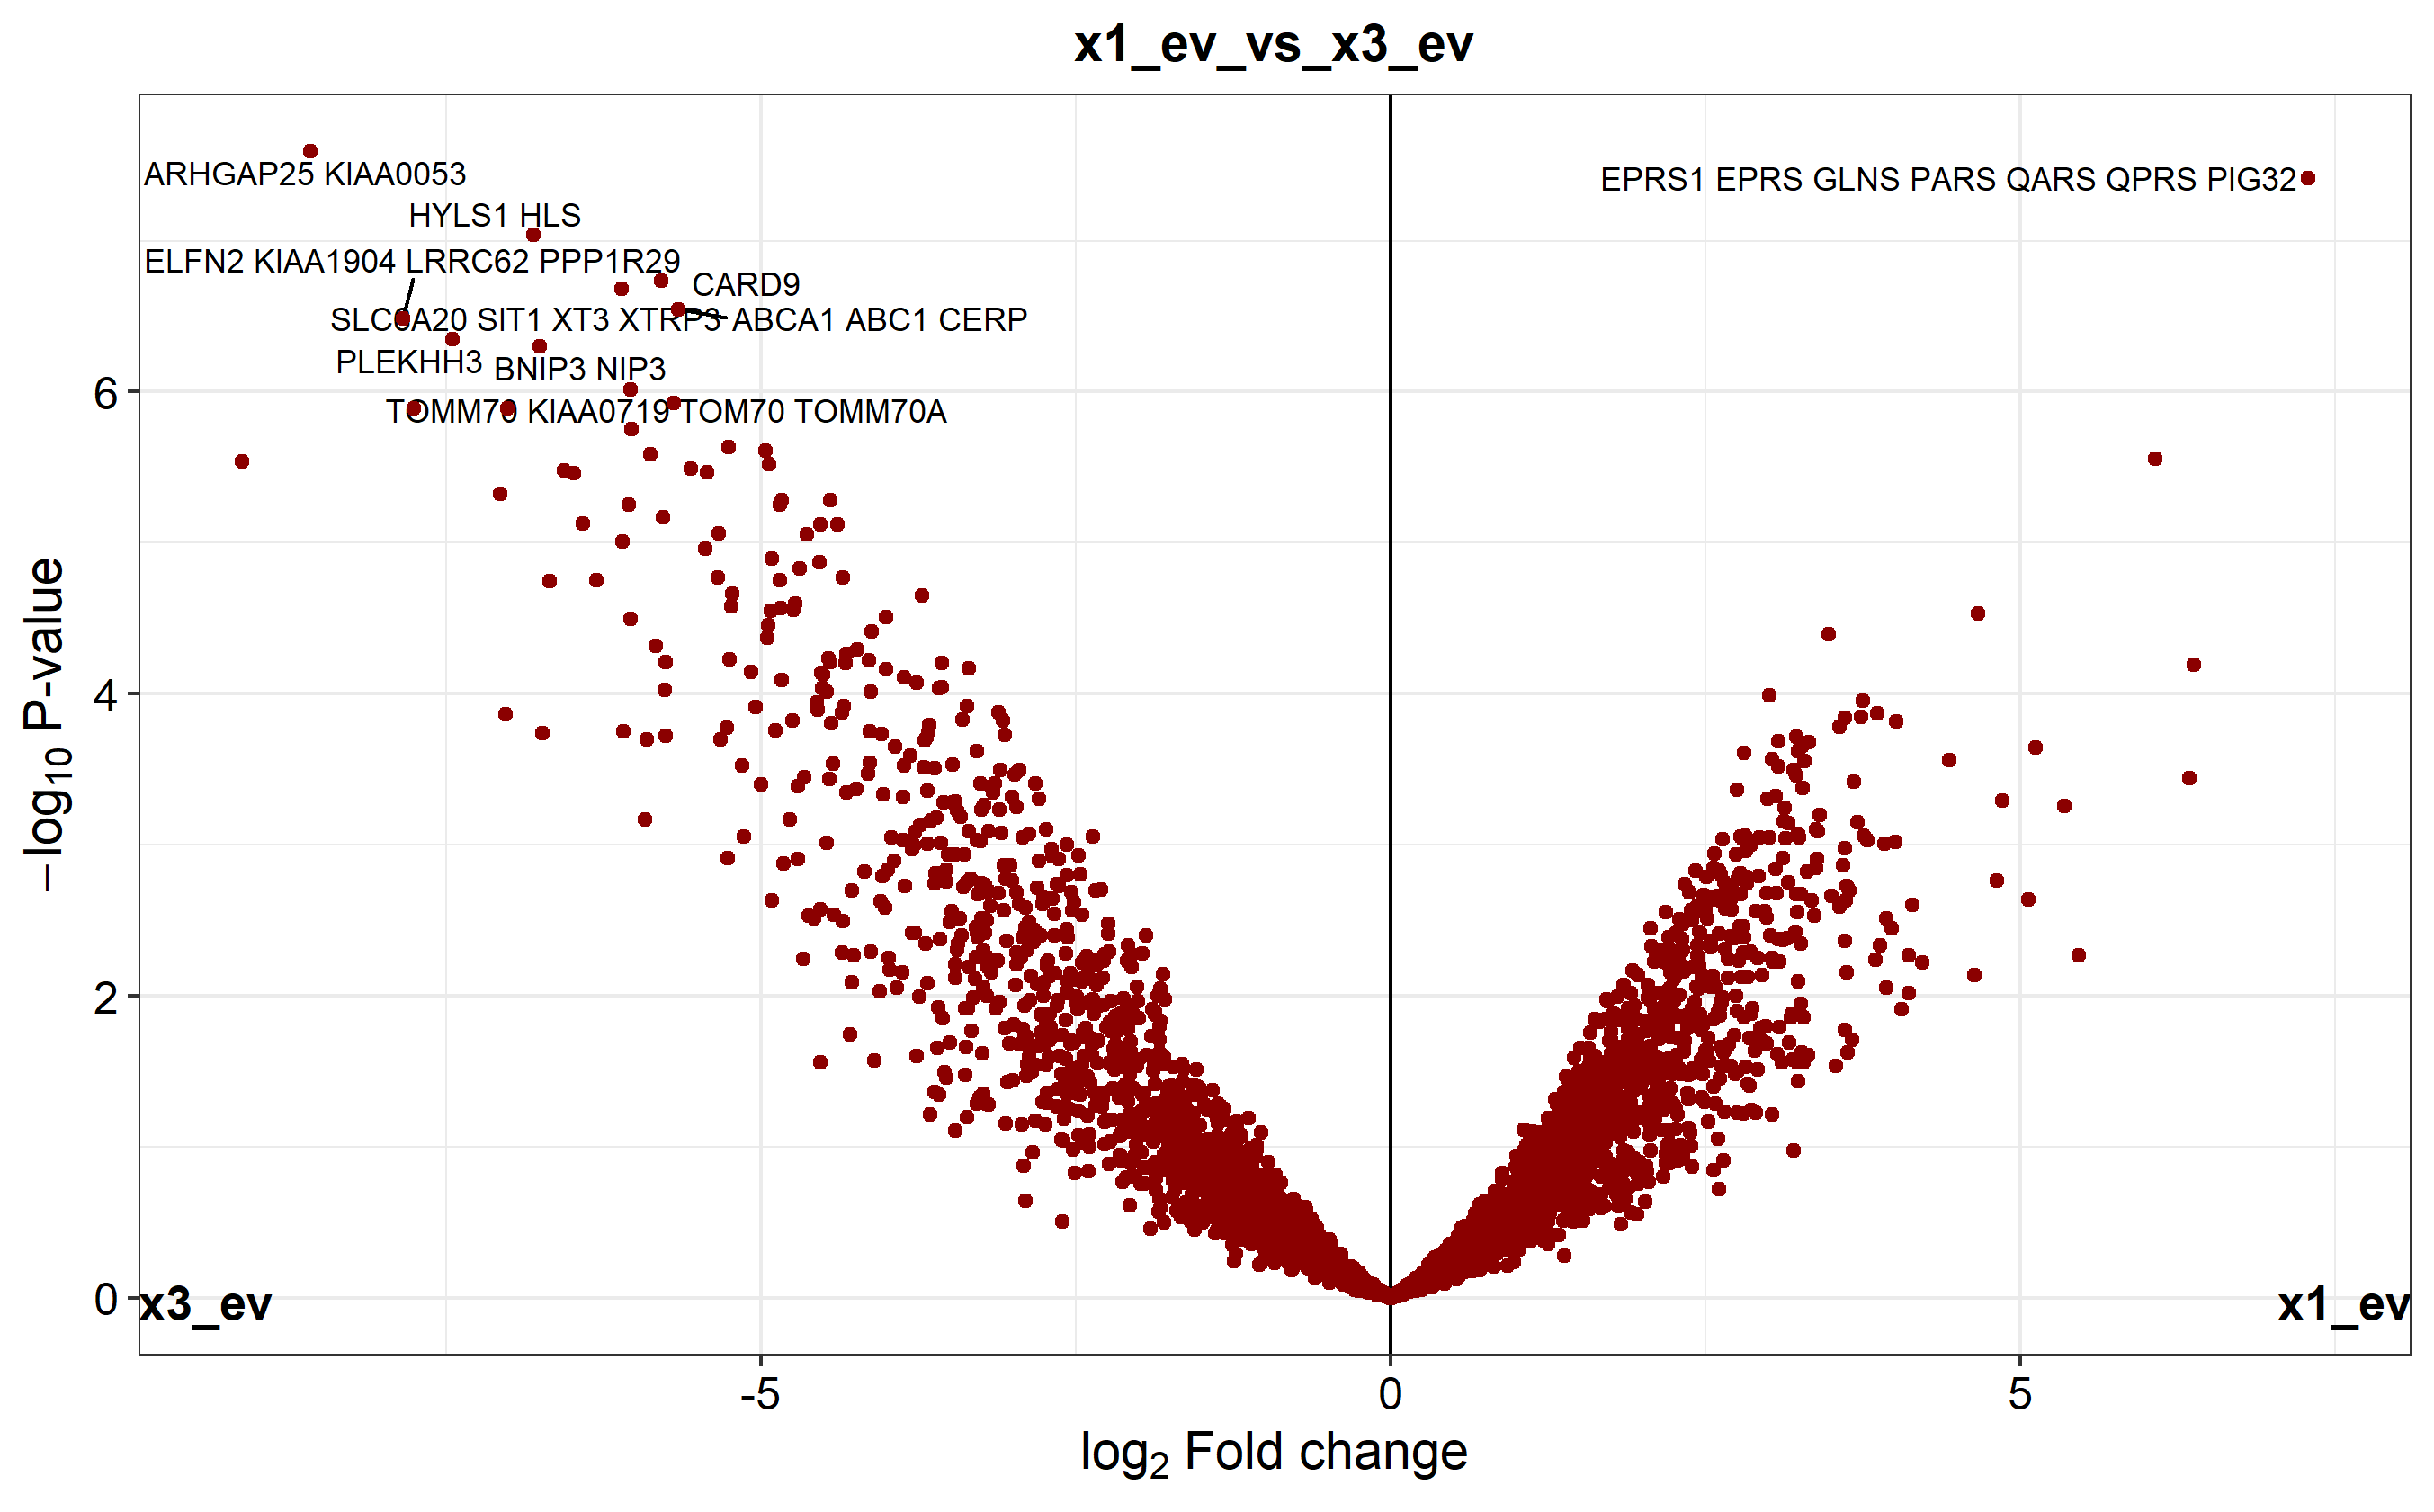 x1_ev_vs_x3_ev
ARHGAP25 KIAA0053
EPRS1 EPRS GLNS PARS QARS QPRS PIG32
HYLS1 HLS
ELFN2 KIAA1904 LRRC62 PPP1R29
CARD9
SLC6A20 SIT1 XT3 XTRP3
ABCA1 ABC1 CERP
PLEKHH3
BNIP3 NIP3
TOMM70 KIAA0719 TOM70 TOMM70A
6
4
2
0
−log10 P-value
x3_ev
x1_ev
-5
0
5
log2 Fold change